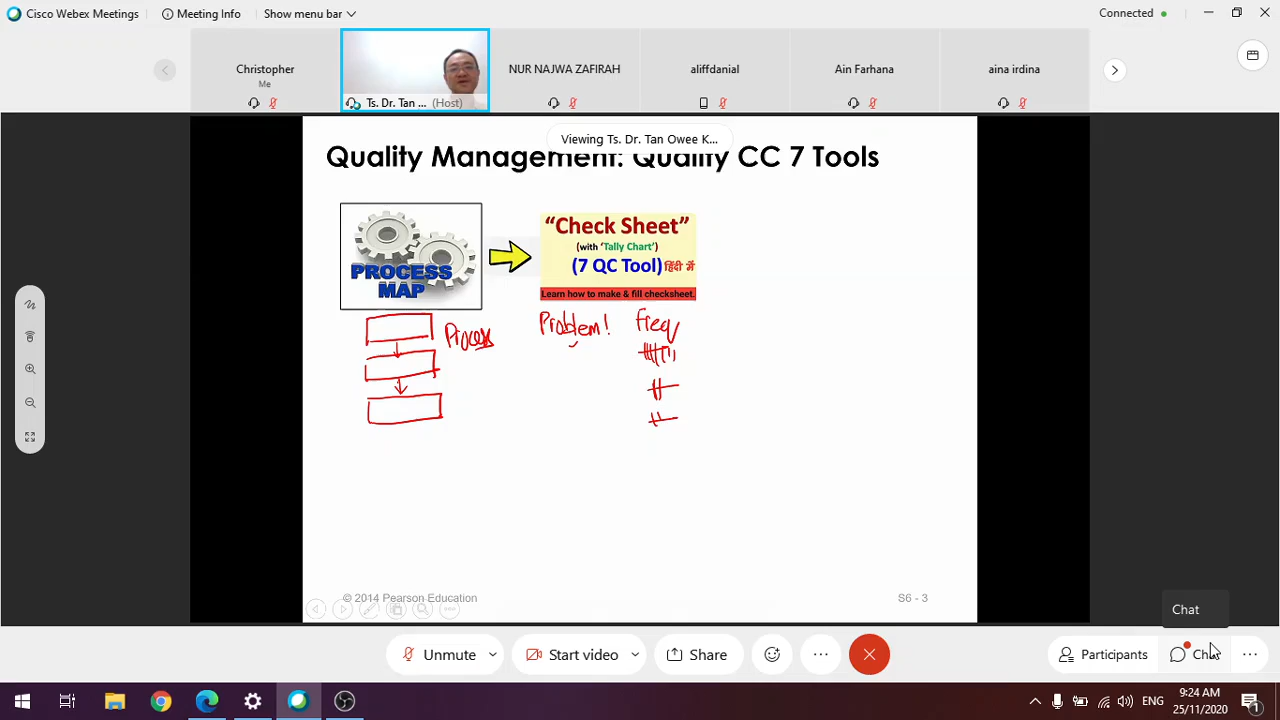 Cisco Webex Meetings
Meeting Info
Show menu bar
Connected
Christopher
Me
Ts. Dr. Tan ... (Host)
NUR NAJWA ZAFIRAH
aliffdanial
Ain Farhana
aina irdina
Viewing Ts. Dr. Tan Owee K...
Quality Management: Quality CC 7 Tools
PROCESS
MAP
“Check Sheet”
(with ‘Tally Chart’)
(7 QC Tool) हिंदी में
Learn how to make & fill checksheet.
Process
Problem!
Freq
© 2014 Pearson Education
S6 - 3
Chat
Unmute
Start video
Share
Participants
Chat
ENG
9:24 AM
25/11/2020
1